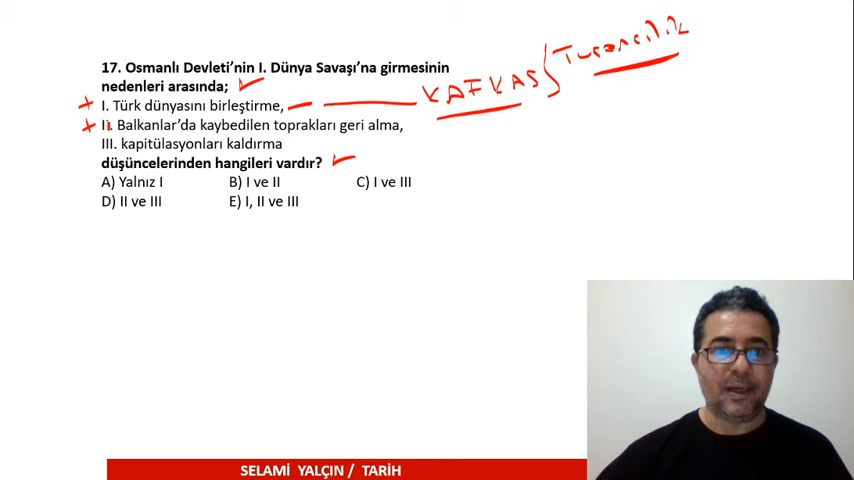 17. Osmanlı Devleti'nin I. Dünya Savaşı'na girmesinin
nedenleri arasında;
I. Türk dünyasını birleştirme,
II. Balkanlar'da kaybedilen toprakları geri alma,
III. kapitülasyonları kaldırma
düşüncelerinden hangileri vardır?
A) Yalnız I B) I ve II C) I ve III
D) II ve III E) I, II ve III
KAFKAS } Turancılık
SELAMİ YALÇIN / TARİH